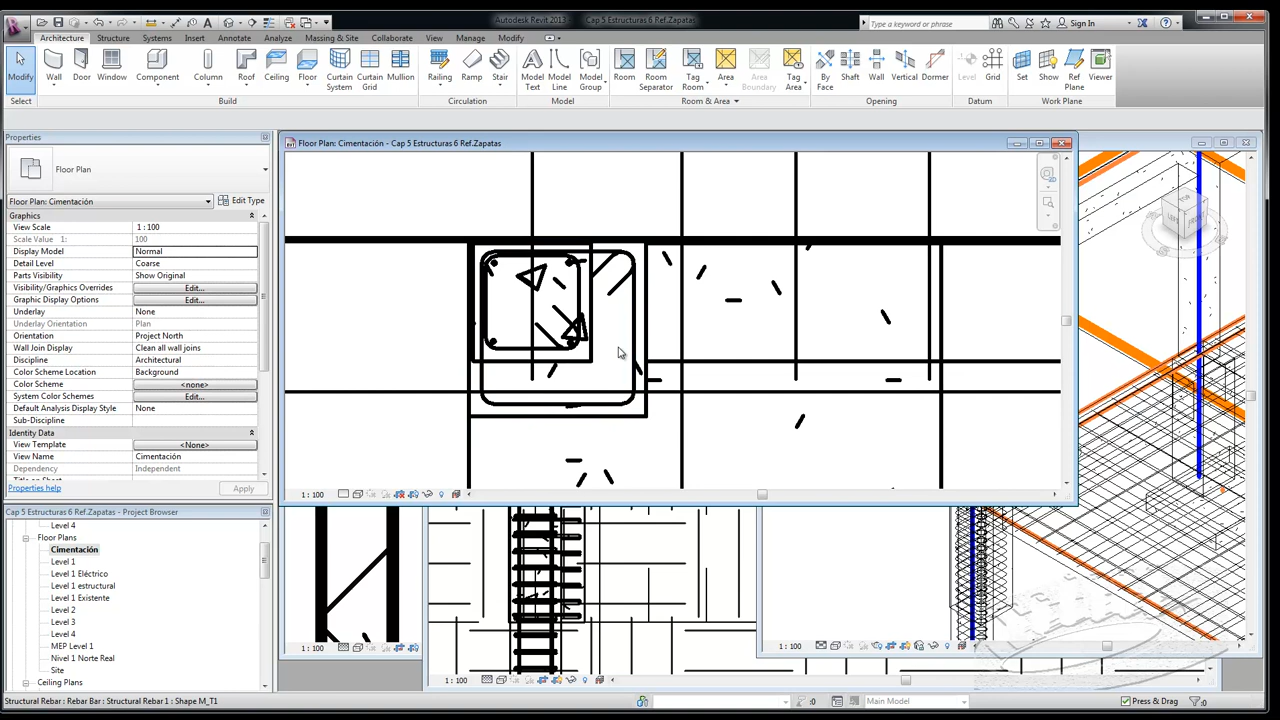 Autodesk Revit 2013 Cap 5 Estructuras 6 Ref.Zapatas
Type a keyword or phrase
Sign In
Architecture Structure Systems Insert Annotate Analyze Massing & Site Collaborate View Manage Modify
Modify Wall Door Window Component Column Roof Ceiling Floor Curtain System Curtain Grid Mullion Railing Ramp Stair Model Text Model Line Model Group Room Room Separator Tag Room Area Area Boundary Tag Area By Face Shaft Wall Vertical Dormer Level Grid Set Show Ref Plane Viewer
Select Build Circulation Model Room & Area Opening Datum Work Plane
Properties
Floor Plan
Floor Plan: Cimentación Edit Type
Graphics
View Scale 1 : 100
Scale Value 1: 100
Display Model Normal
Detail Level Coarse
Parts Visibility Show Original
Visibility/Graphics Overrides Edit...
Graphic Display Options Edit...
Underlay None
Underlay Orientation Plan
Orientation Project North
Wall Join Display Clean all wall joins
Discipline Architectural
Color Scheme Location Background
Color Scheme <none>
System Color Schemes Edit...
Default Analysis Display Style None
Sub-Discipline
Identity Data
View Template <None>
View Name Cimentación
Dependency Independent
Properties help Apply
Cap 5 Estructuras 6 Ref.Zapatas - Project Browser
Level 4
Floor Plans
Cimentación
Level 1
Level 1 Eléctrico
Level 1 estructural
Level 1 Existente
Level 2
Level 3
Level 4
MEP Level 1
Nivel 1 Norte Real
Site
Ceiling Plans
Floor Plan: Cimentación - Cap 5 Estructuras 6 Ref.Zapatas
2D
TOP
LEFT
FRONT
1 : 100
1 : 100
1 : 100
1 : 100
Structural Rebar : Rebar Bar : Structural Rebar 1 : Shape M_T1
:0
Main Model
Press & Drag
:0